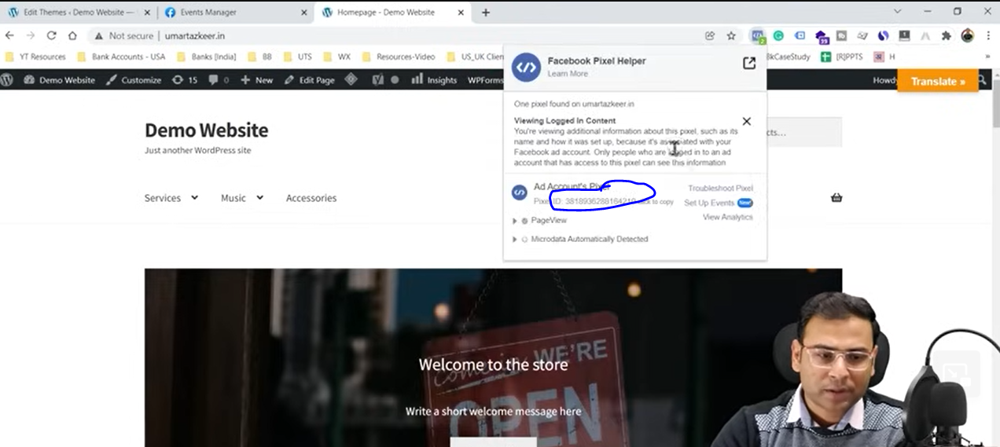 Edit Themes ‹ Demo Website —
Events Manager
Homepage - Demo Website
Not secure | umartazkeer.in
YT Resources
Bank Accounts - USA
Banks [India]
BB
UTS
WX
Resources-Video
US_UK Clien
kCaseStudy
[R]PPTS
H
»
Demo Website
Customize
15
0
New
Edit Page
Insights
WPForms
Howdy
Translate »
Facebook Pixel Helper
Learn More
One pixel found on umartazkeer.in
Viewing Logged In Content
You're viewing additional information about this pixel, such as its
name and how it was set up, because it's associated with your
Facebook ad account. Only people who are logged in to an ad
account that has access to this pixel can see this information
Ad Account's Pixel
Troubleshoot Pixel
Pixel ID: click to copy
Set Up Events New
View Analytics
PageView
Microdata Automatically Detected
Demo Website
Just another WordPress site
cts…
Services
Music
Accessories
WE'RE
OPEN
Welcome to the store
Write a short welcome message here